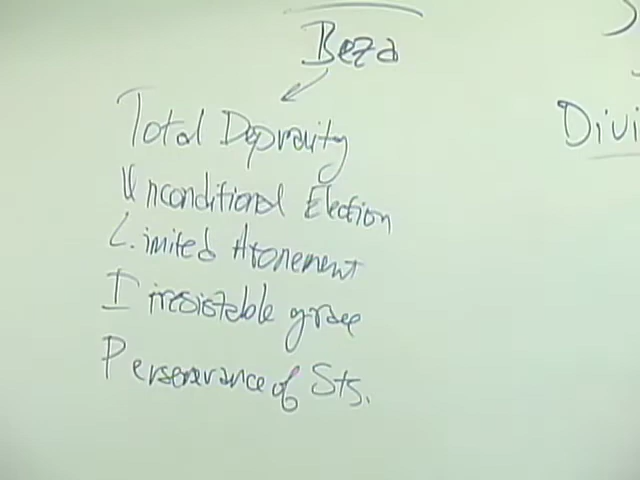 Beza
Total Depravity
Unconditional Election
Limited Atonement
Irresistable grace
Perseverance of Sts.
Divi